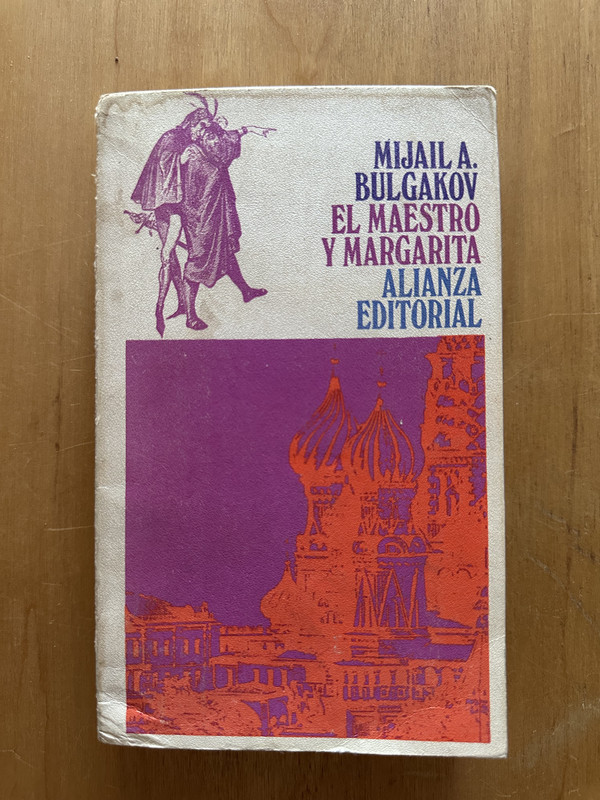 MIJAIL A.
BULGAKOV
EL MAESTRO
Y MARGARITA
ALIANZA
EDITORIAL